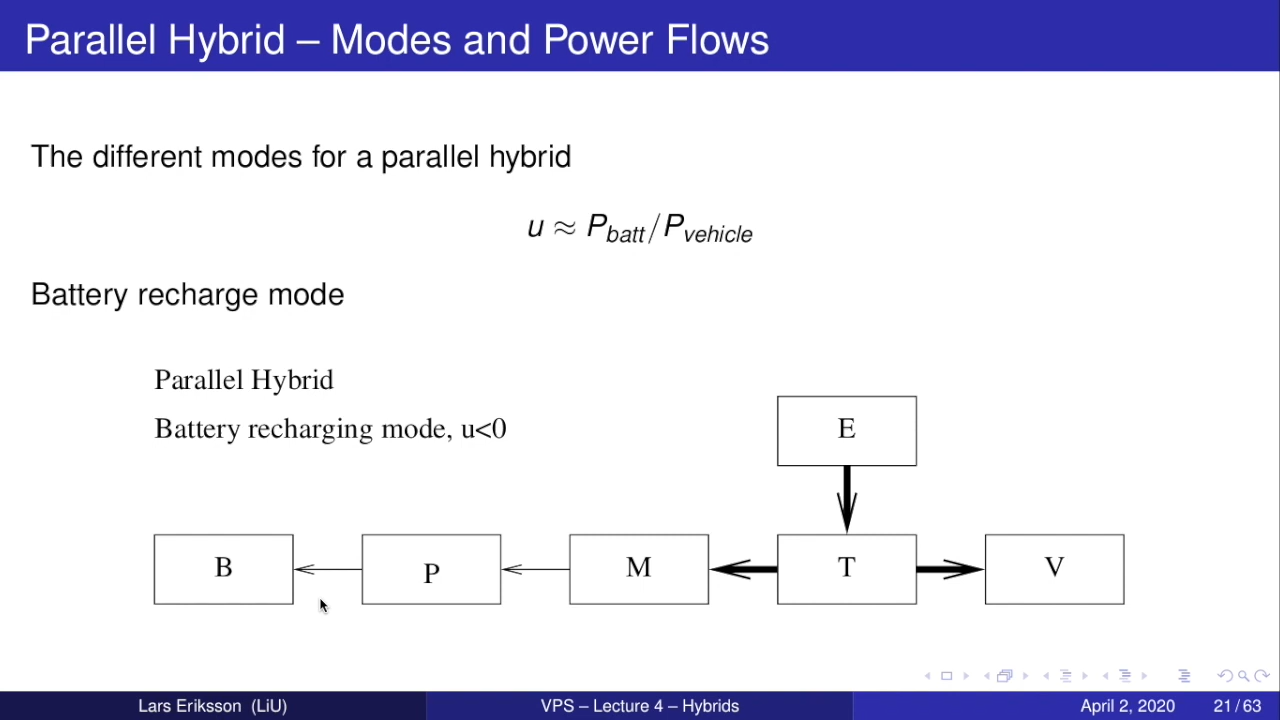 Parallel Hybrid – Modes and Power Flows
The different modes for a parallel hybrid
u ≈ P_batt/P_vehicle
Battery recharge mode
Parallel Hybrid
Battery recharging mode, u<0
E
B P M T V
Lars Eriksson (LiU) VPS – Lecture 4 – Hybrids April 2, 2020 21 / 63